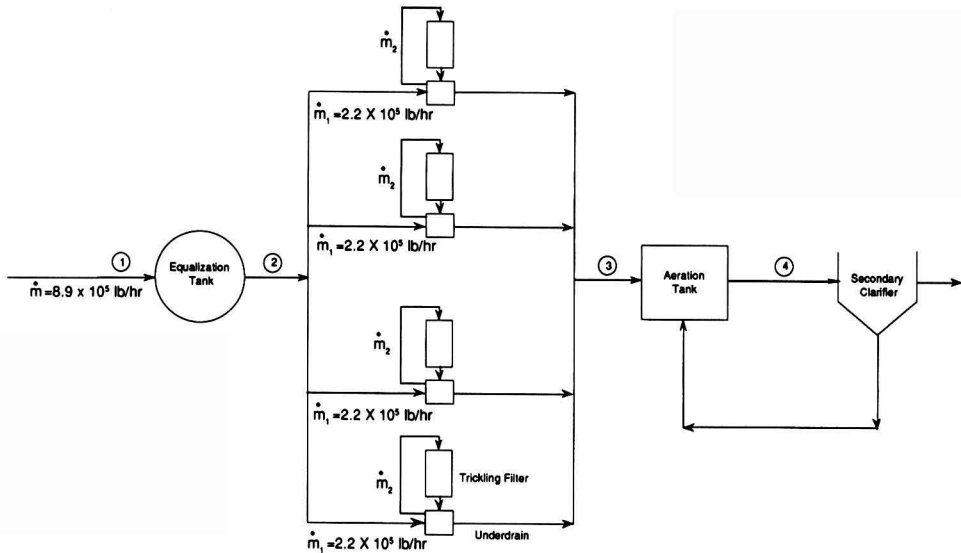 ṁ₂
ṁ₁ =2.2 X 10⁵ lb/hr
ṁ₂
ṁ₁ =2.2 X 10⁵ lb/hr
①
Equalization
Tank
②
ṁ=8.9 x 10⁵ lb/hr
③
Aeration
Tank
④
Secondary
Clarifier
ṁ₂
ṁ₁ =2.2 X 10⁵ lb/hr
ṁ₂
Trickling Filter
ṁ₁ =2.2 X 10⁵ lb/hr
Underdrain